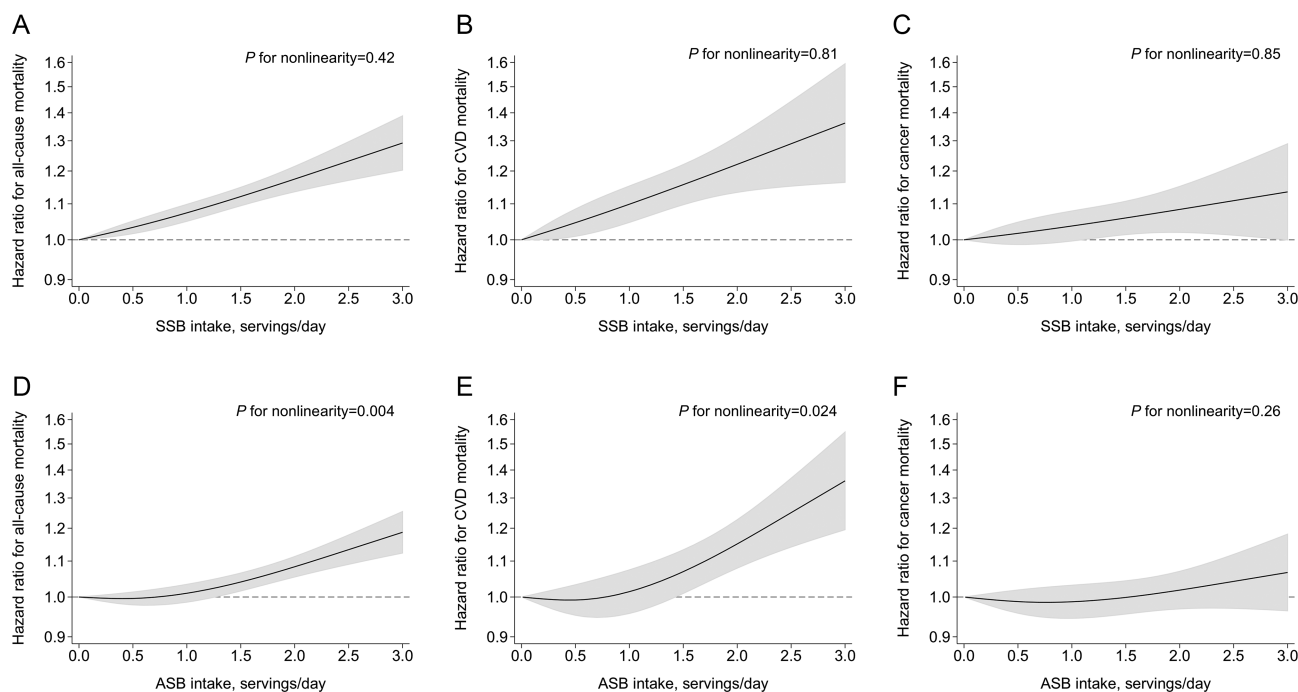 A
P for nonlinearity=0.42
Hazard ratio for all-cause mortality
1.6
1.5
1.4
1.3
1.2
1.1
1.0
0.9
0.0 0.5 1.0 1.5 2.0 2.5 3.0
SSB intake, servings/day
B
P for nonlinearity=0.81
Hazard ratio for CVD mortality
1.6
1.5
1.4
1.3
1.2
1.1
1.0
0.9
0.0 0.5 1.0 1.5 2.0 2.5 3.0
SSB intake, servings/day
C
P for nonlinearity=0.85
Hazard ratio for cancer mortality
1.6
1.5
1.4
1.3
1.2
1.1
1.0
0.9
0.0 0.5 1.0 1.5 2.0 2.5 3.0
SSB intake, servings/day
D
P for nonlinearity=0.004
Hazard ratio for all-cause mortality
1.6
1.5
1.4
1.3
1.2
1.1
1.0
0.9
0.0 0.5 1.0 1.5 2.0 2.5 3.0
ASB intake, servings/day
E
P for nonlinearity=0.024
Hazard ratio for CVD mortality
1.6
1.5
1.4
1.3
1.2
1.1
1.0
0.9
0.0 0.5 1.0 1.5 2.0 2.5 3.0
ASB intake, servings/day
F
P for nonlinearity=0.26
Hazard ratio for cancer mortality
1.6
1.5
1.4
1.3
1.2
1.1
1.0
0.9
0.0 0.5 1.0 1.5 2.0 2.5 3.0
ASB intake, servings/day